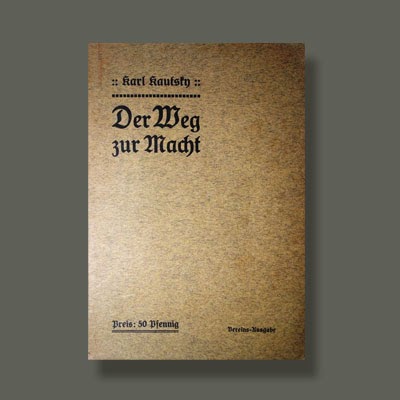 :: Karl Kautsky ::
Der Weg
zur Macht
Preis: 50 Pfennig
Vereins-Ausgabe